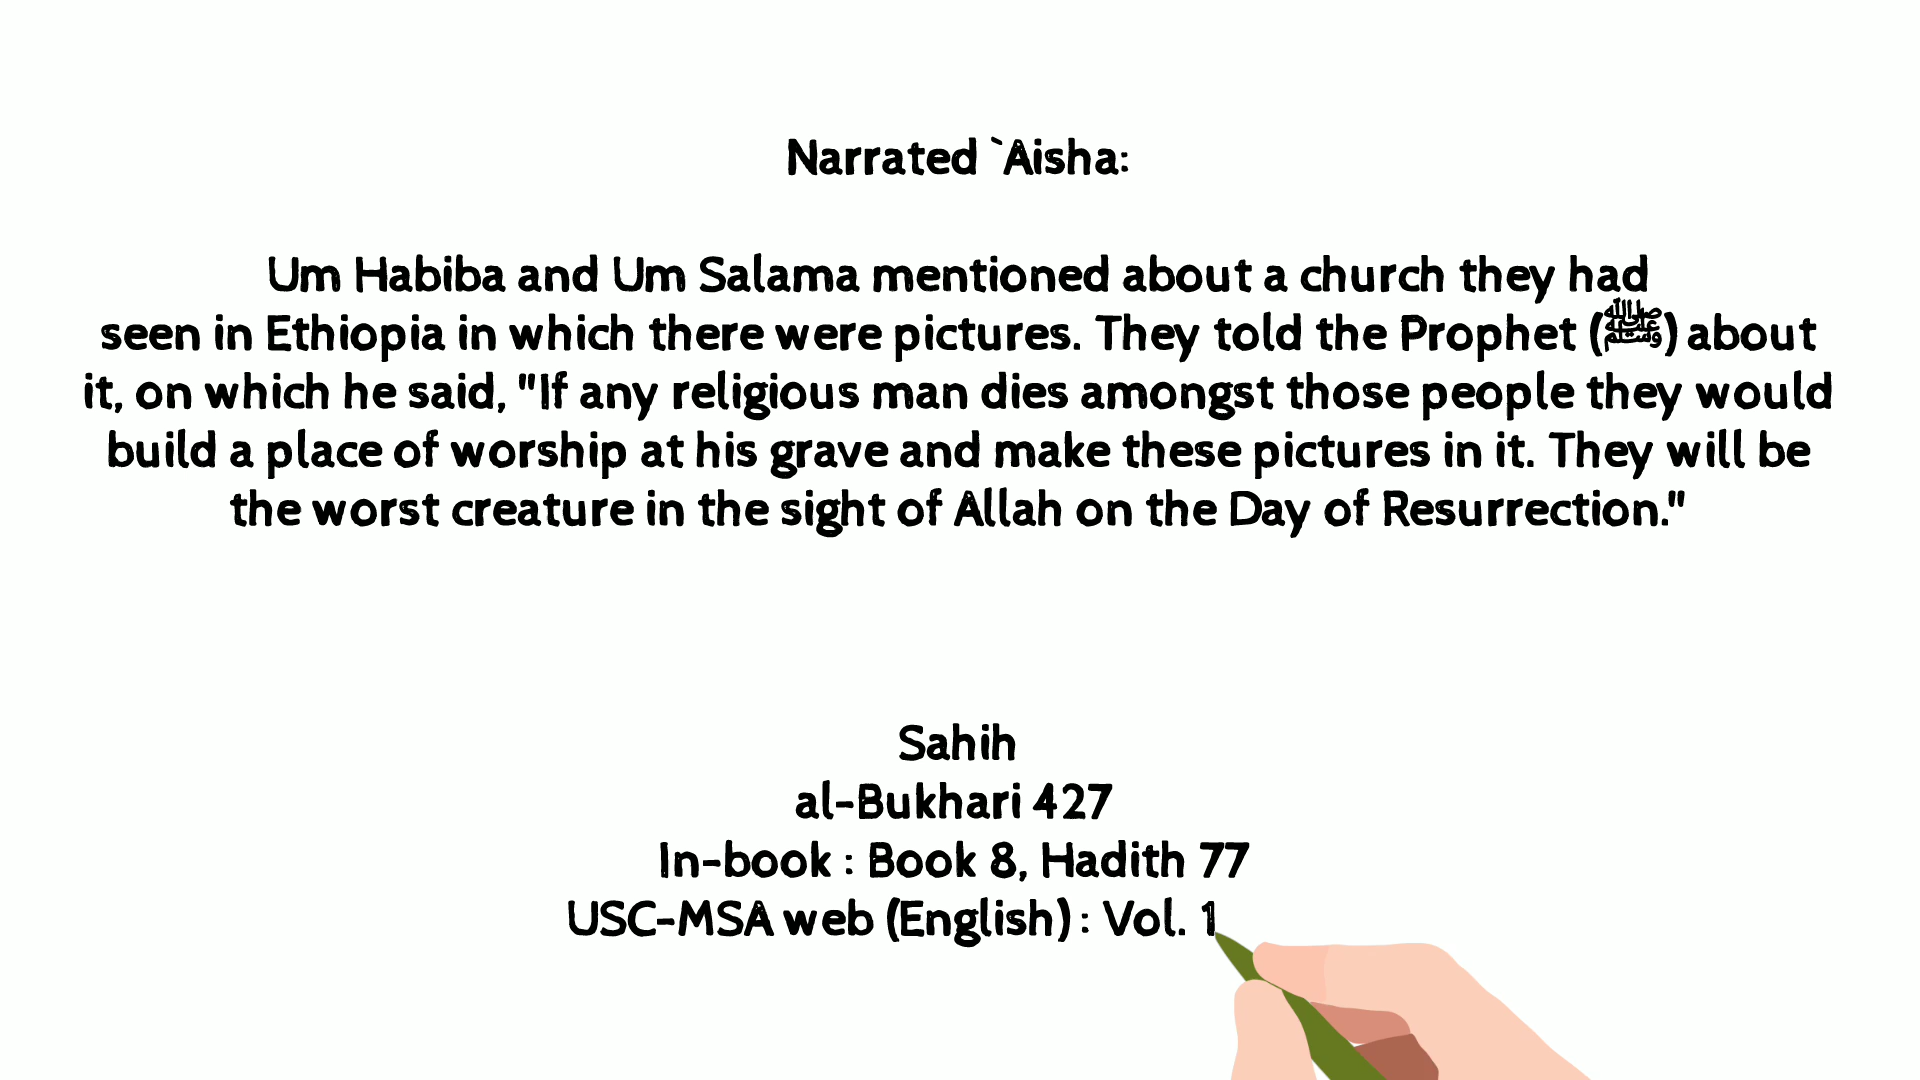 Narrated `Aisha:
Um Habiba and Um Salama mentioned about a church they had
seen in Ethiopia in which there were pictures. They told the Prophet (ﷺ) about
it, on which he said, "If any religious man dies amongst those people they would
build a place of worship at his grave and make these pictures in it. They will be
the worst creature in the sight of Allah on the Day of Resurrection."
Sahih
al-Bukhari 427
In-book : Book 8, Hadith 77
USC-MSA web (English) : Vol. 1